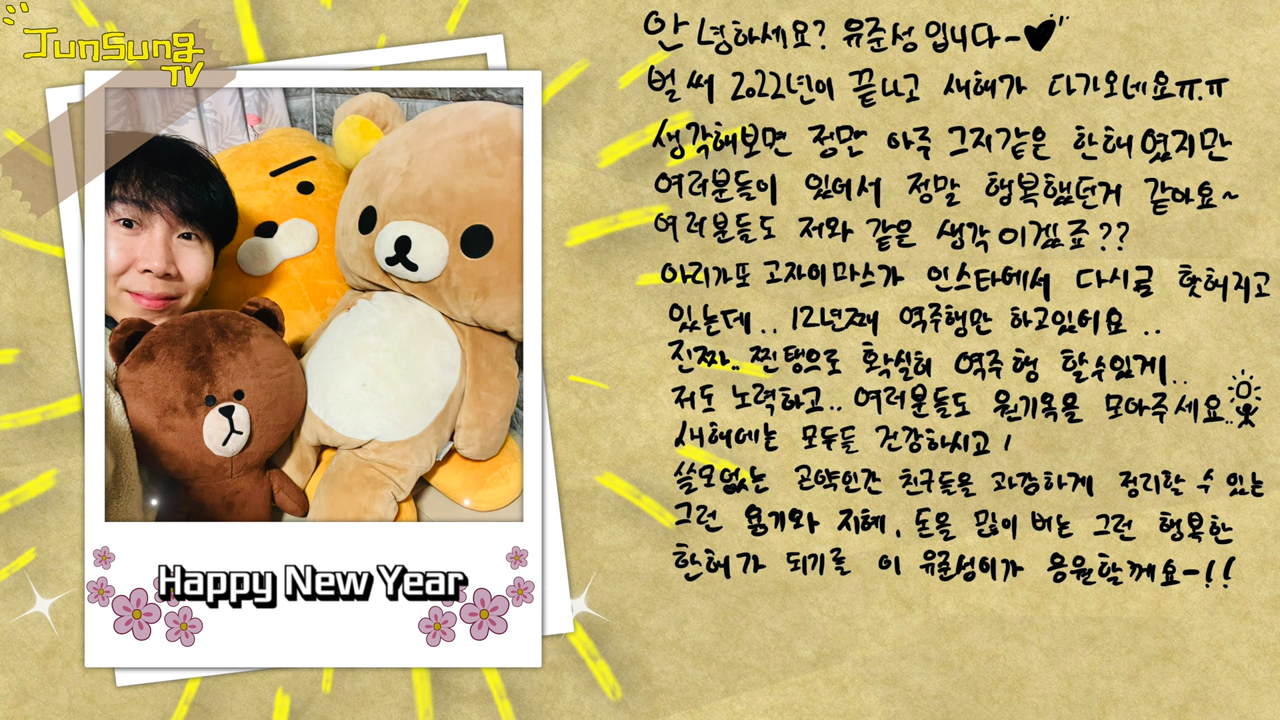 JunSung
TV
Happy New Year
안녕하세요? 유준성입니다-
벌써 2022년이 끝나고 새해가 다가오네요ㅠ.ㅠ
생각해보면 정말 아주 그지같은 한해였지만
여러분들이 있어서 정말 행복했던거 같아요~
여러분들도 저와 같은 생각이겠죠??
아리가또 고자이마스가 인스타에서 다시금 핫해지고
있는데.. 12년째 역주행만 하고있어요..
진짜.. 찐텐으로 확실히 역주행 할수있게..
저도 노력하고.. 여러분들도 원기옥을 모아주세요..
새해에는 모두들 건강하시고!
쓸모없는 곤약인간 친구들을 과감하게 정리할 수 있는
그런 용기와 지혜, 돈을 많이 버는 그런 행복한
한해가 되기를 이 유준성이가 응원할께요-!!